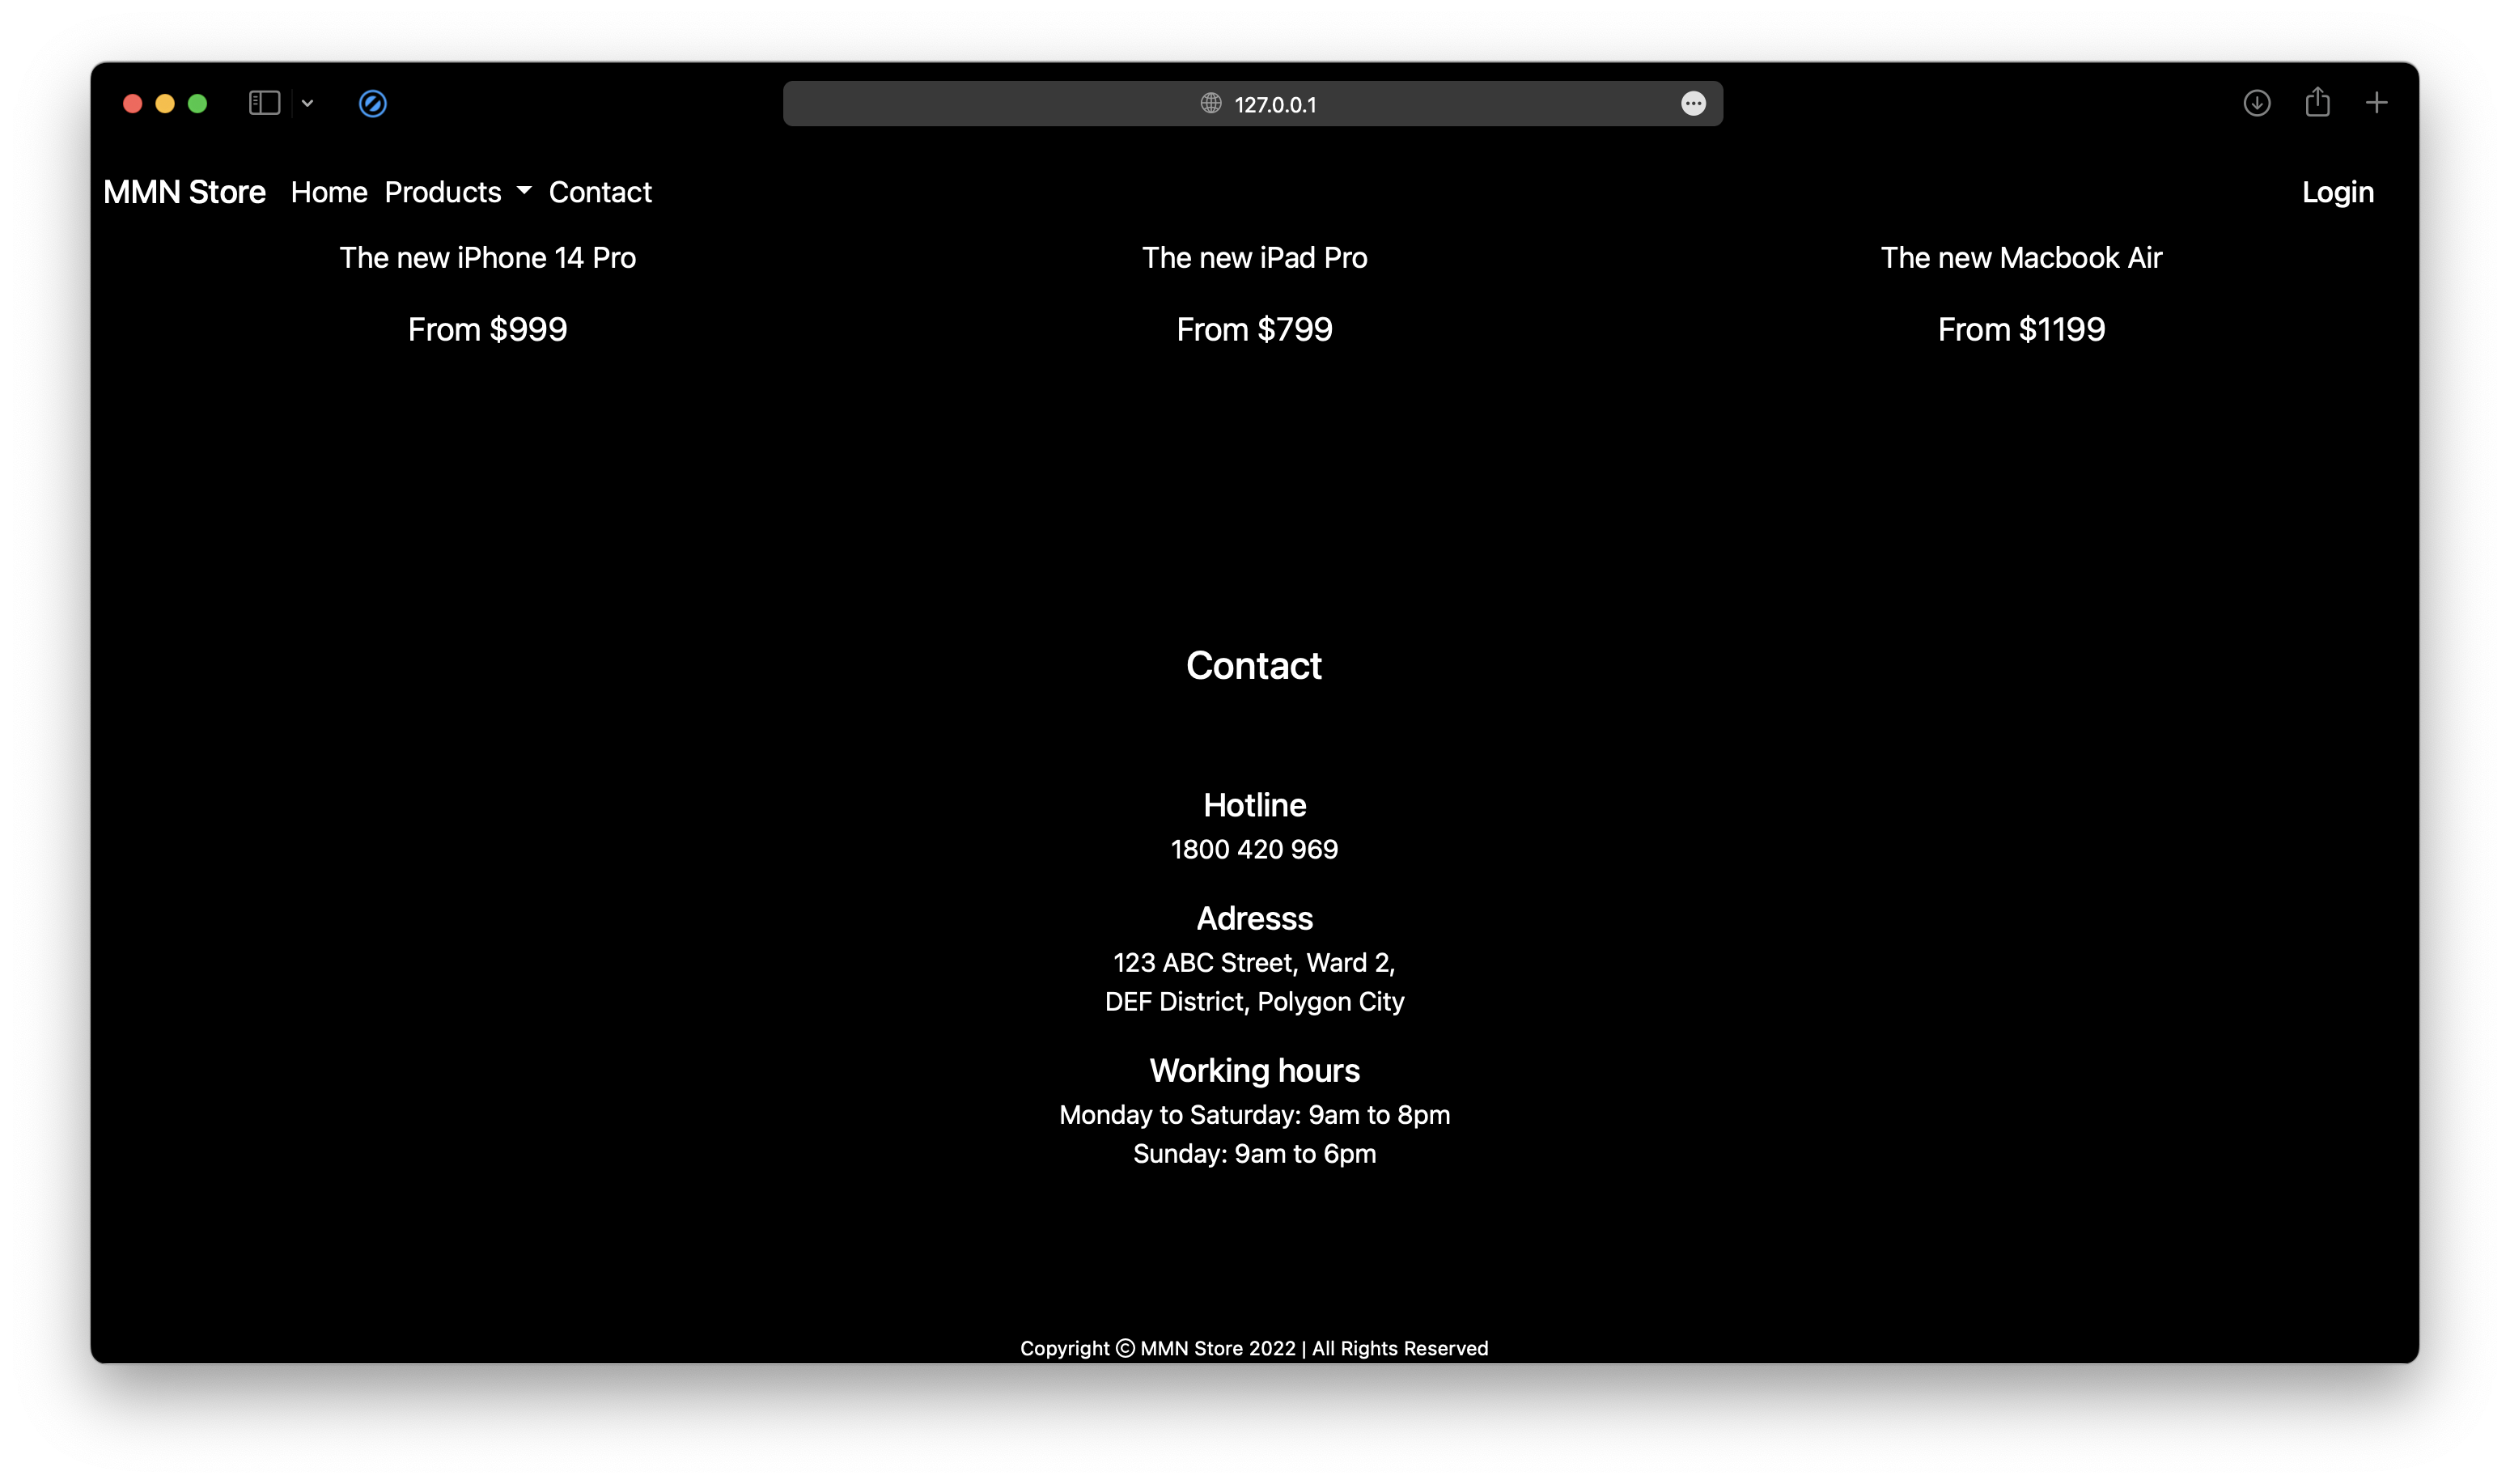 127.0.0.1
MMN Store Home Products Contact Login
The new iPhone 14 Pro The new iPad Pro The new Macbook Air
From $999 From $799 From $1199
Contact
Hotline
1800 420 969
Adresss
123 ABC Street, Ward 2,
DEF District, Polygon City
Working hours
Monday to Saturday: 9am to 8pm
Sunday: 9am to 6pm
Copyright © MMN Store 2022 | All Rights Reserved